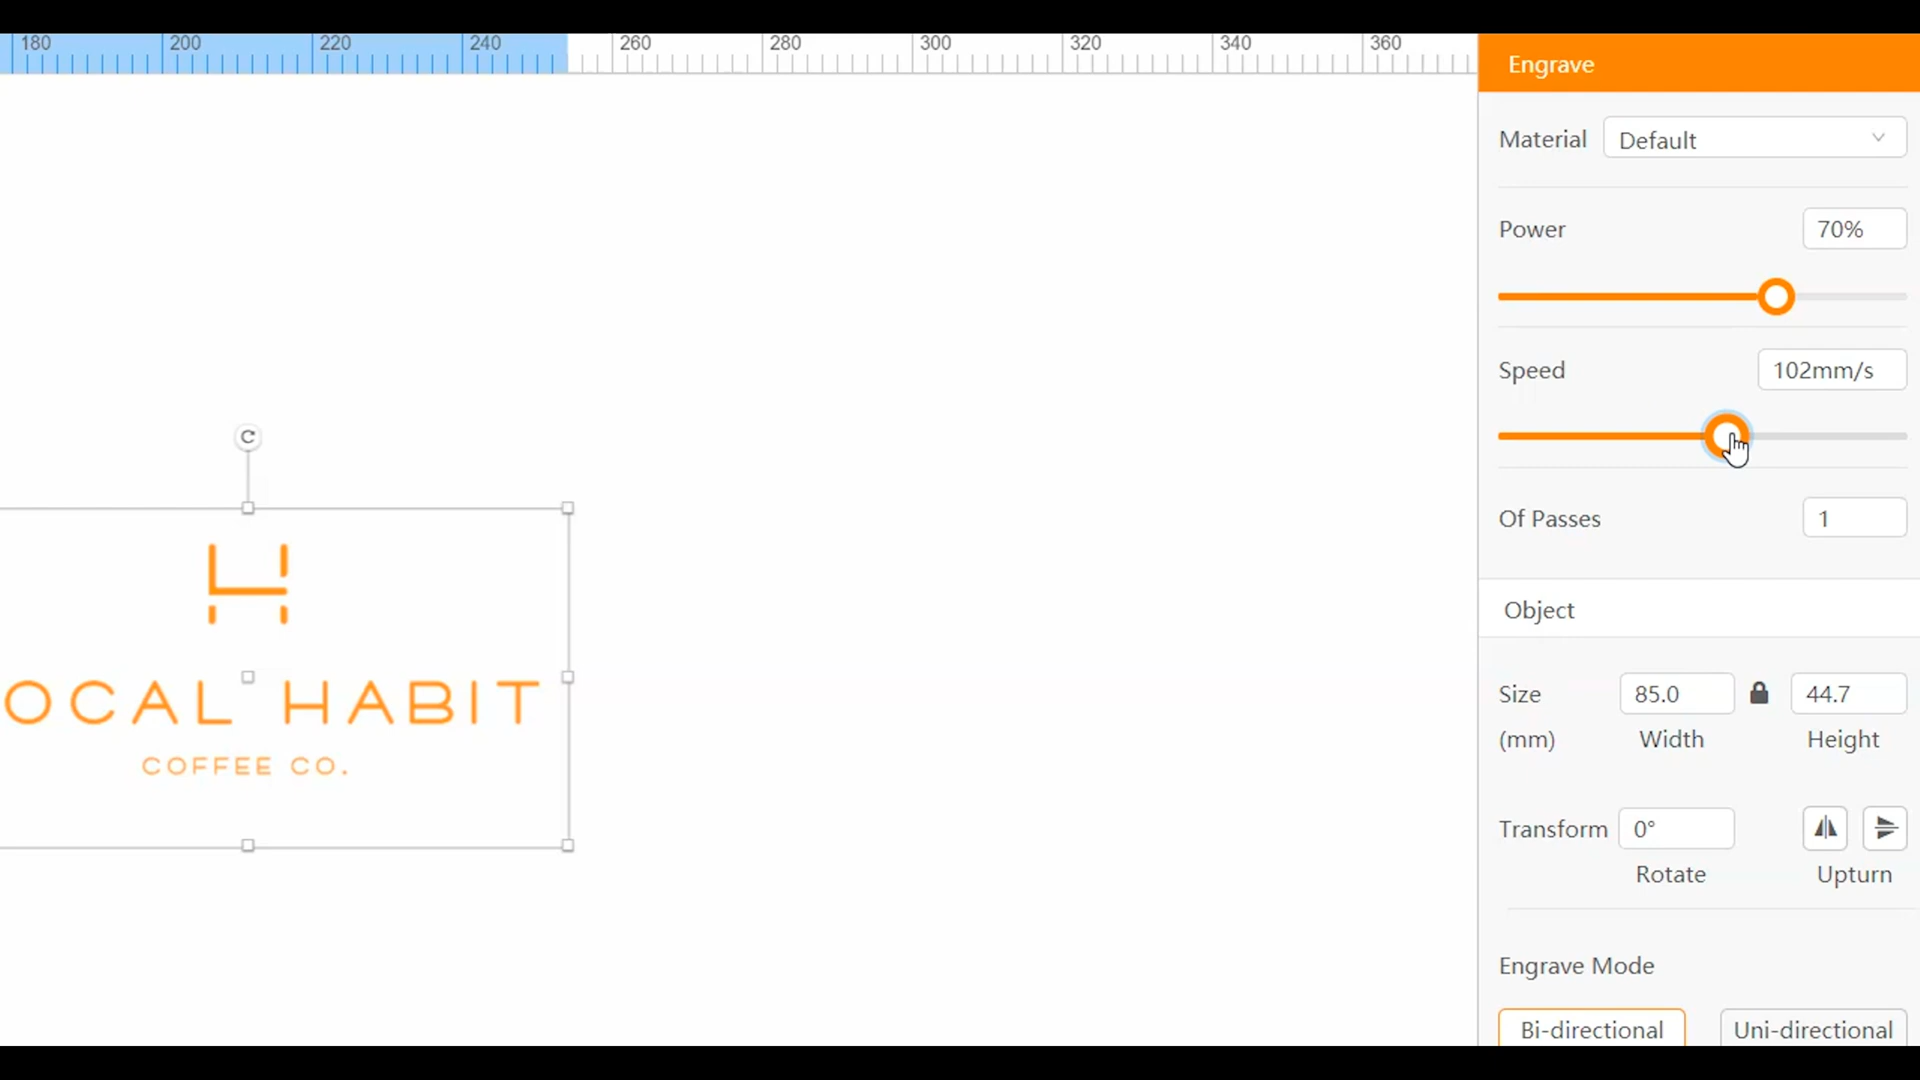 180 200 220 240 260 280 300 320 340 360
Engrave
Material Default
Power 70%
Speed 102mm/s
Of Passes 1
Object
Size 85.0 44.7
(mm) Width Height
Transform 0°
Rotate Upturn
Engrave Mode
Bi-directional Uni-directional
H
OCAL HABIT
COFFEE CO.